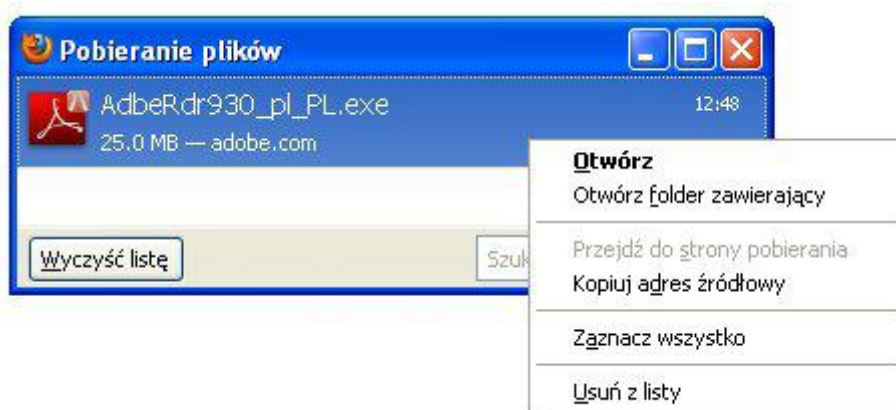 Pobieranie plików
AdbeRdr930_pl_PL.exe
12:48
25.0 MB — adobe.com
Otwórz
Otwórz folder zawierający
Przejdź do strony pobierania
Kopiuj adres źródłowy
Zaznacz wszystko
Usuń z listy
Wyczyść listę